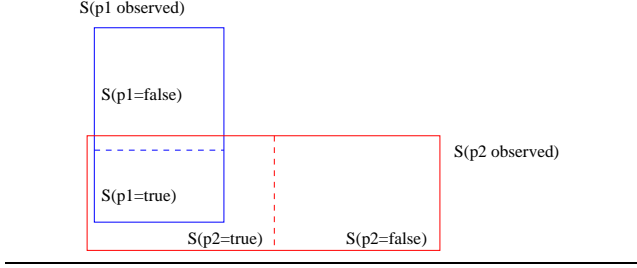 S(p1 observed)
S(p1=false)
S(p2 observed)
S(p1=true)
S(p2=true)
S(p2=false)